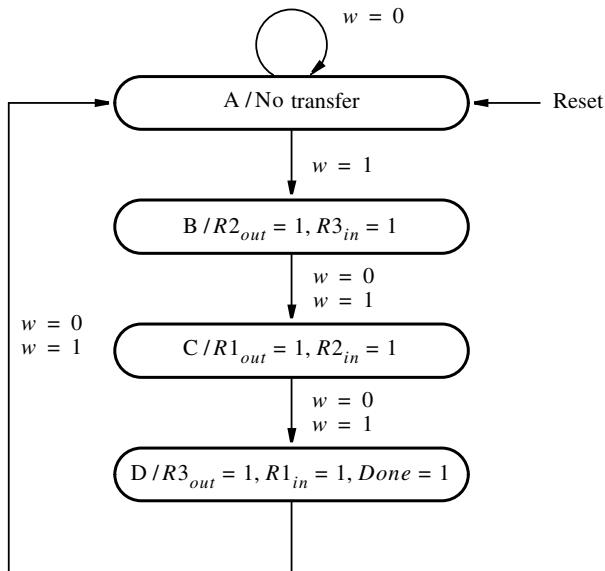 w = 0
A / No transfer
Reset
w = 1
B / R2out = 1, R3in = 1
w = 0
w = 1
w = 0
w = 1
C / R1out = 1, R2in = 1
w = 0
w = 1
D / R3out = 1, R1in = 1, Done = 1